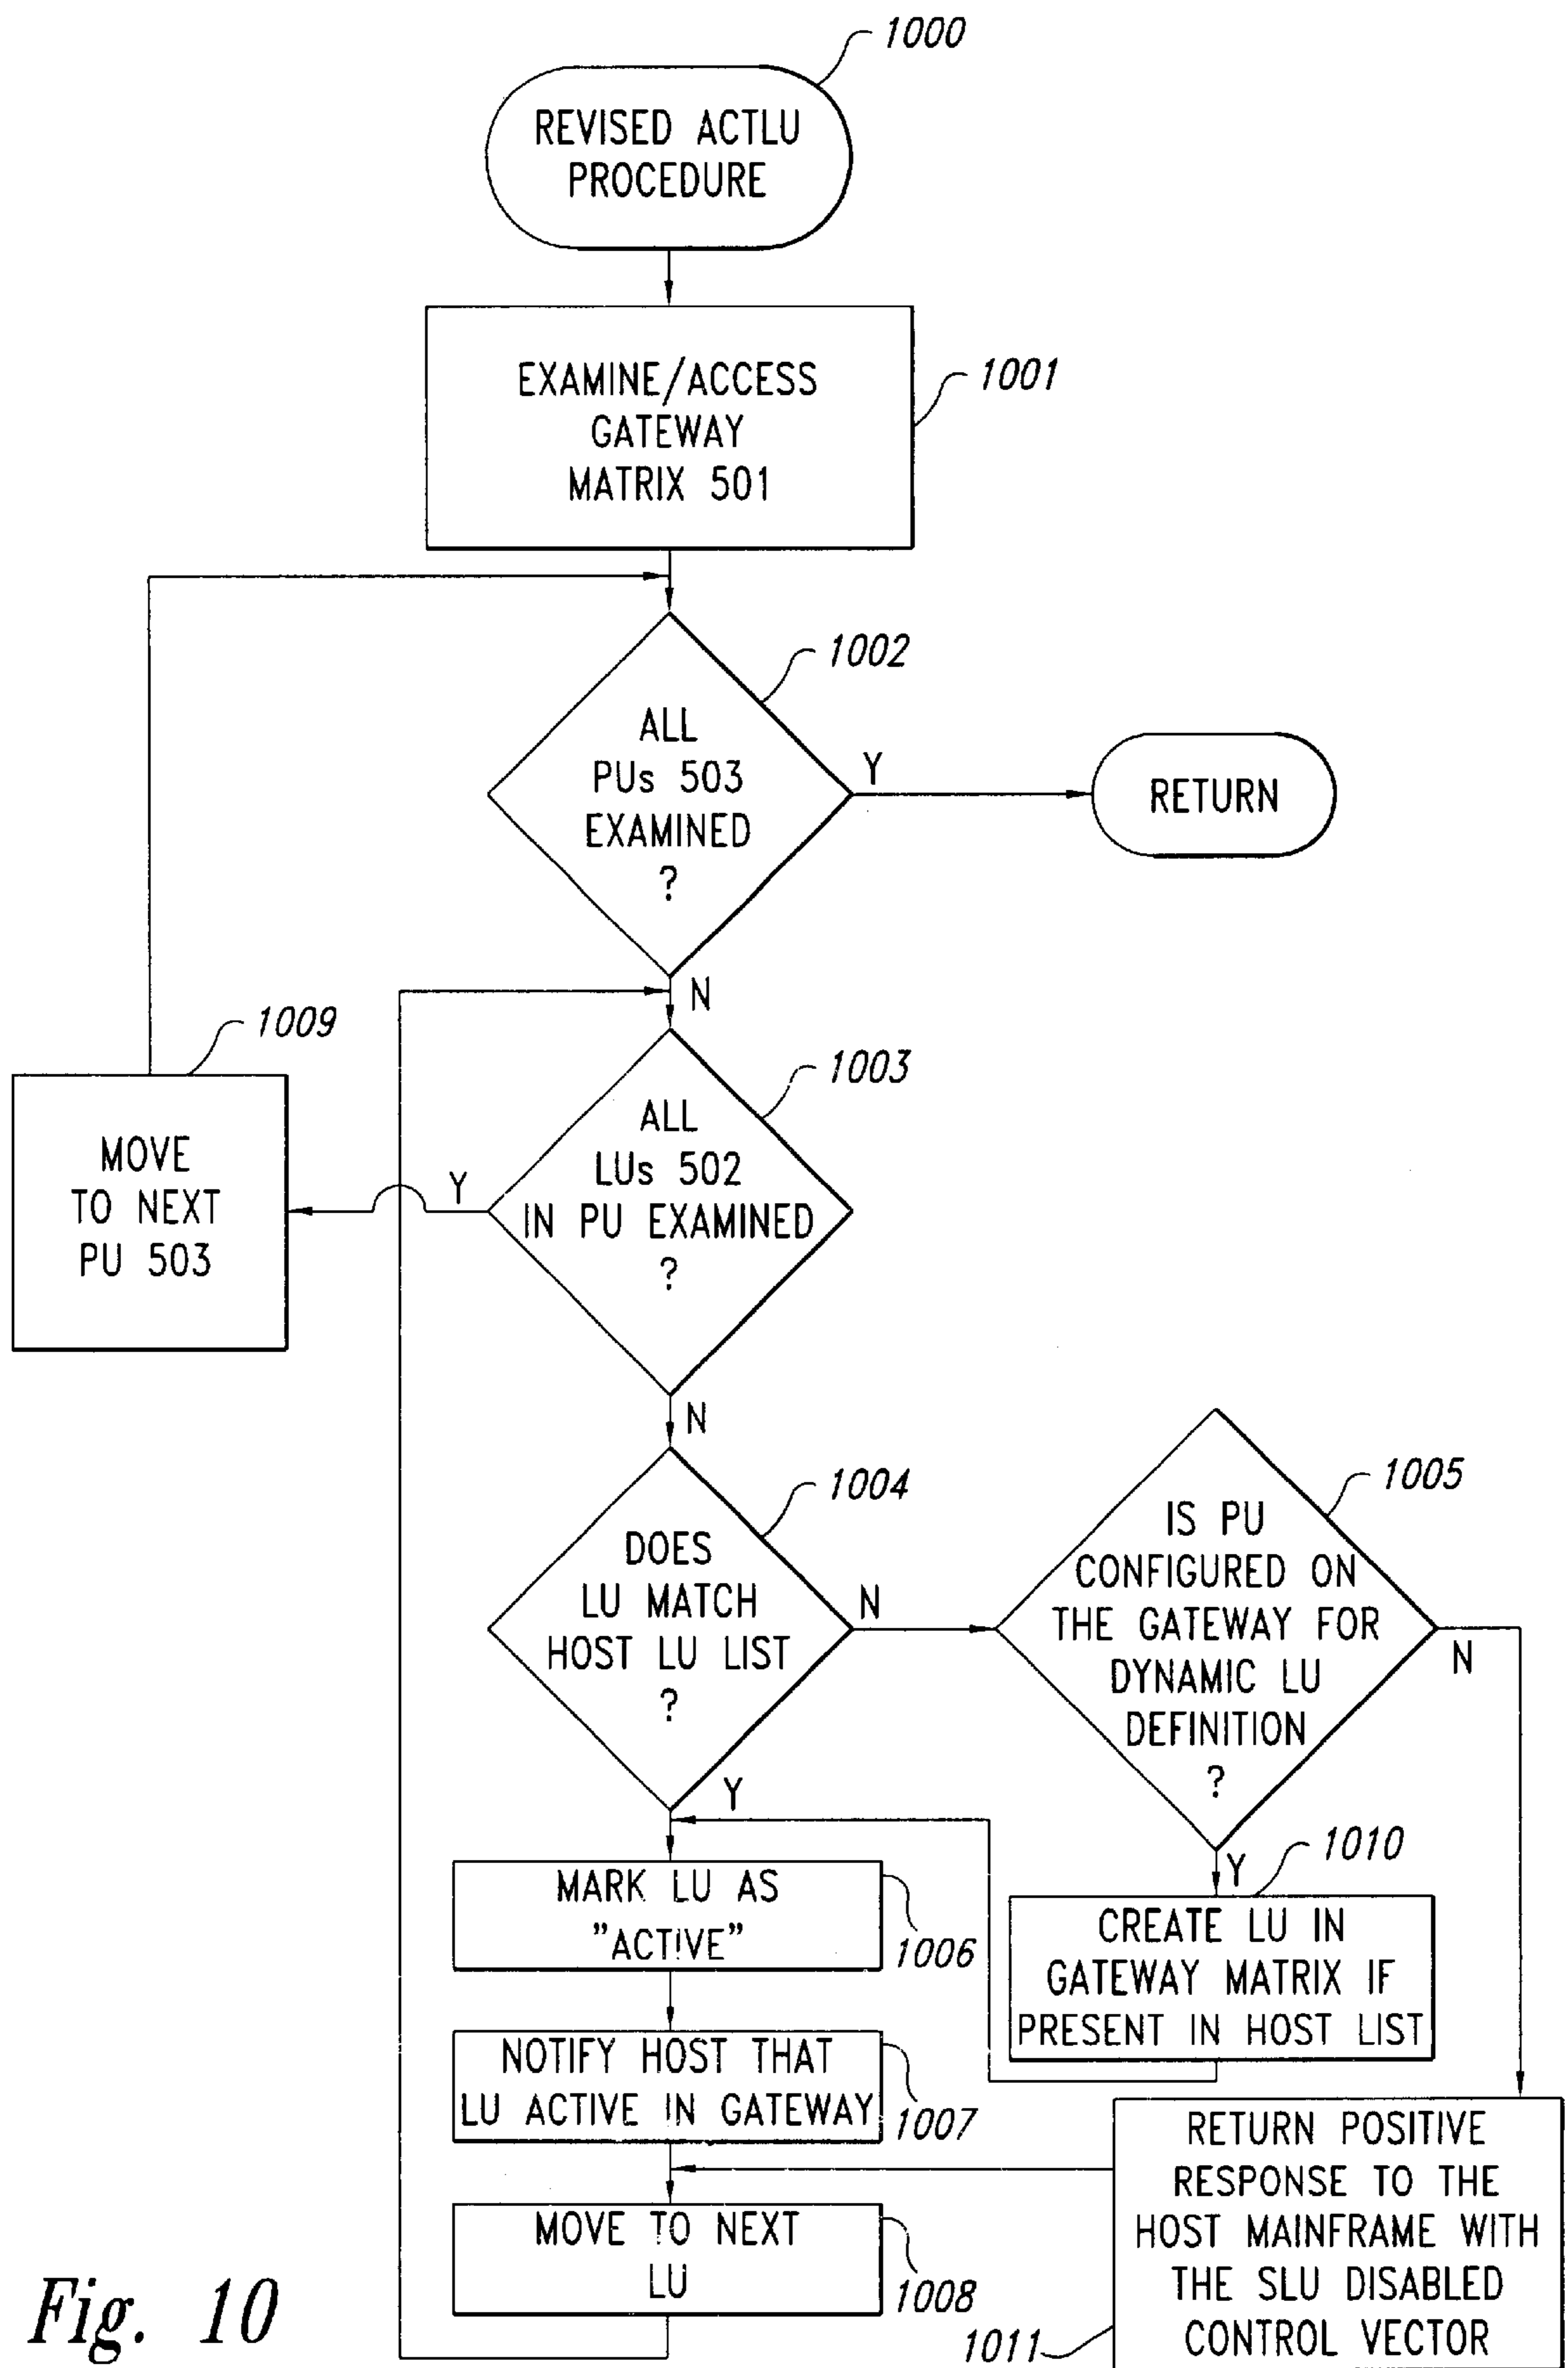 1000
REVISED ACTLU
PROCEDURE
EXAMINE/ACCESS
GATEWAY
MATRIX 501
1001
1002
ALL
PUs 503
EXAMINED
?
Y
RETURN
N
1009
MOVE
TO NEXT
PU 503
1003
ALL
LUs 502
IN PU EXAMINED
?
Y
N
1004
DOES
LU MATCH
HOST LU LIST
?
N
Y
1005
IS PU
CONFIGURED ON
THE GATEWAY FOR
DYNAMIC LU
DEFINITION
?
N
Y
1010
CREATE LU IN
GATEWAY MATRIX IF
PRESENT IN HOST LIST
MARK LU AS
"ACTIVE"
1006
NOTIFY HOST THAT
LU ACTIVE IN GATEWAY
1007
MOVE TO NEXT
LU
1008
RETURN POSITIVE
RESPONSE TO THE
HOST MAINFRAME WITH
THE SLU DISABLED
CONTROL VECTOR
1011
Fig. 10